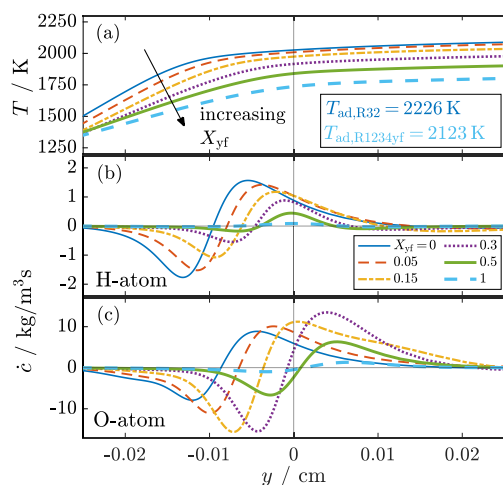 (a)
2250
2000
1750
1500
1250
T / K
increasing
X_yf
T_ad,R32 = 2226 K
T_ad,R1234yf = 2123 K
(b)
2
1
0
-1
-2
H-atom
X_yf = 0
0.05
0.15
0.3
0.5
1
ċ / kg/m³s
(c)
10
0
-10
O-atom
-0.02
-0.01
0
0.01
0.02
y / cm